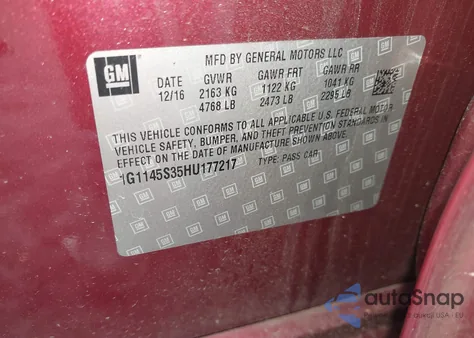 GM
MFD BY GENERAL MOTORS LLC
DATE GVWR GAWR FRT GAWR RR
12/16 2163 KG 1122 KG 1041 KG
4768 LB 2473 LB 2295 LB
THIS VEHICLE CONFORMS TO ALL APPLICABLE U.S. FEDERAL MOTOR
VEHICLE SAFETY, BUMPER, AND THEFT PREVENTION STANDARDS IN
EFFECT ON THE DATE OF MANUFACTURE SHOWN ABOVE.
1G1145S35HU177217 TYPE: PASS CAR
autoSnap